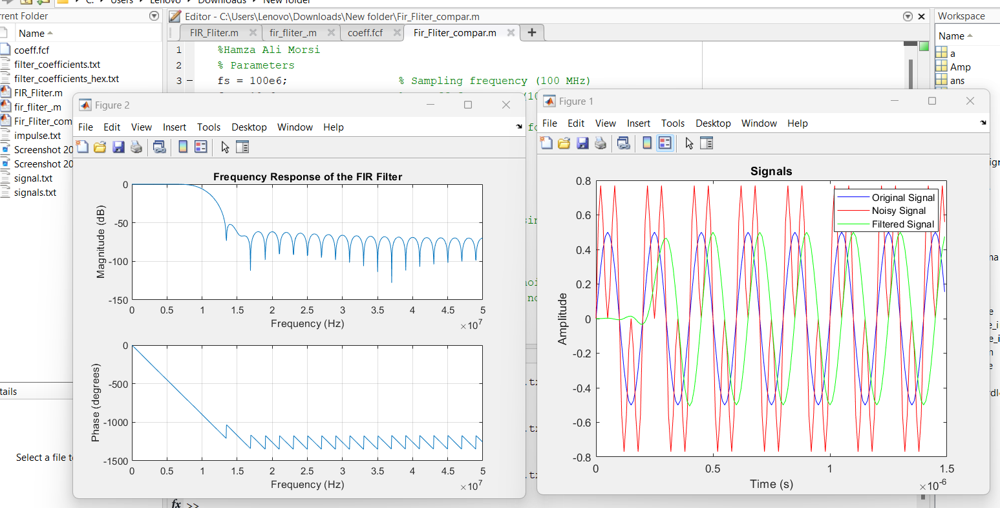 C: Users Lenovo Downloads New folder
rent Folder
Name
coeff.fcf
filter_coefficients.txt
filter_coefficients_hex.txt
FIR_Fliter.m
fir_fliter_.m
Fir_Fliter_com
impulse.txt
Screenshot 20
Screenshot 20
signal.txt
signals.txt
tails
Select a file t
Editor - C:\Users\Lenovo\Downloads\New folder\Fir_Fliter_compar.m
FIR_Fliter.m fir_fliter_.m coeff.fcf Fir_Fliter_compar.m
1 %Hamza Ali Morsi
2 % Parameters
3 fs = 100e6; % Sampling frequency (100 MHz)
fx >>
Workspace
Name
a
Amp
ans
Figure 2
File Edit View Insert Tools Desktop Window Help
Frequency Response of the FIR Filter
Magnitude (dB)
0
-50
-100
-150
0 0.5 1 1.5 2 2.5 3 3.5 4 4.5 5
Frequency (Hz)
×10^7
Phase (degrees)
0
-500
-1000
-1500
0 0.5 1 1.5 2 2.5 3 3.5 4 4.5 5
Frequency (Hz)
×10^7
Figure 1
File Edit View Insert Tools Desktop Window Help
Signals
Original Signal
Noisy Signal
Filtered Signal
Amplitude
0.8
0.6
0.4
0.2
0
-0.2
-0.4
-0.6
-0.8
0 0.5 1 1.5
Time (s)
×10^-6